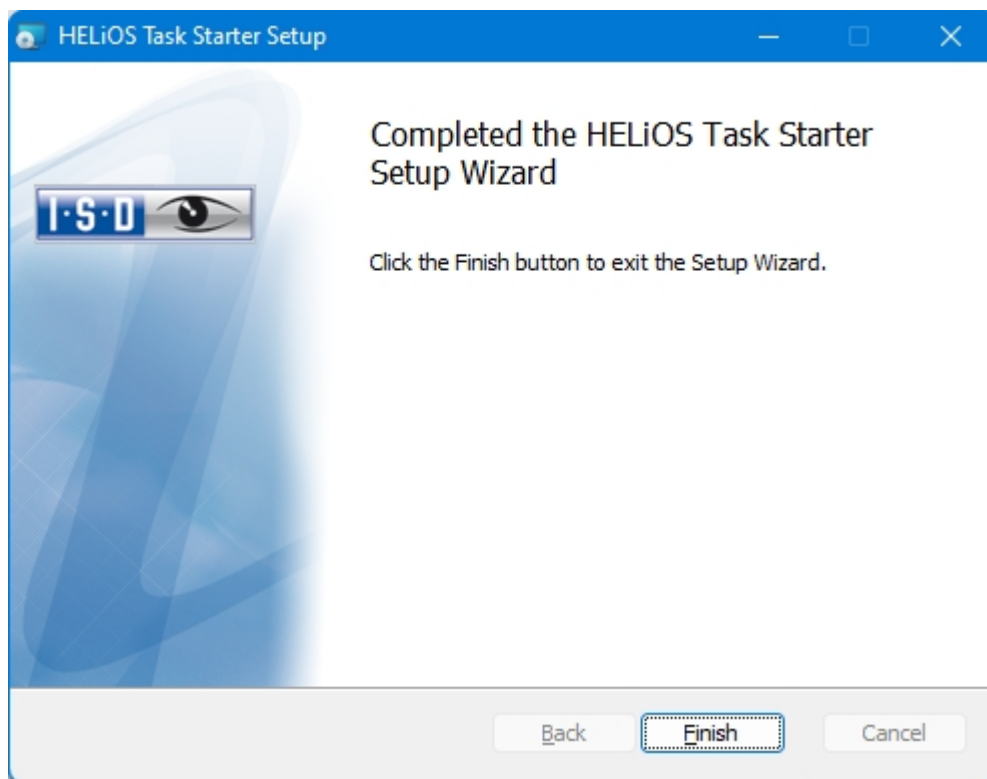 HELiOS Task Starter Setup
Completed the HELiOS Task Starter
Setup Wizard
I·S·D
Click the Finish button to exit the Setup Wizard.
Back
Finish
Cancel